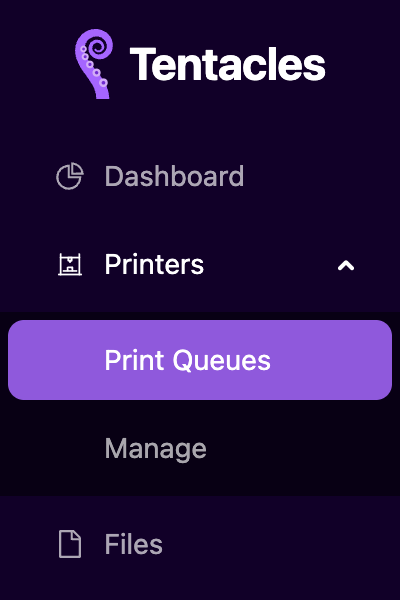 Tentacles
Dashboard
Printers
Print Queues
Manage
Files